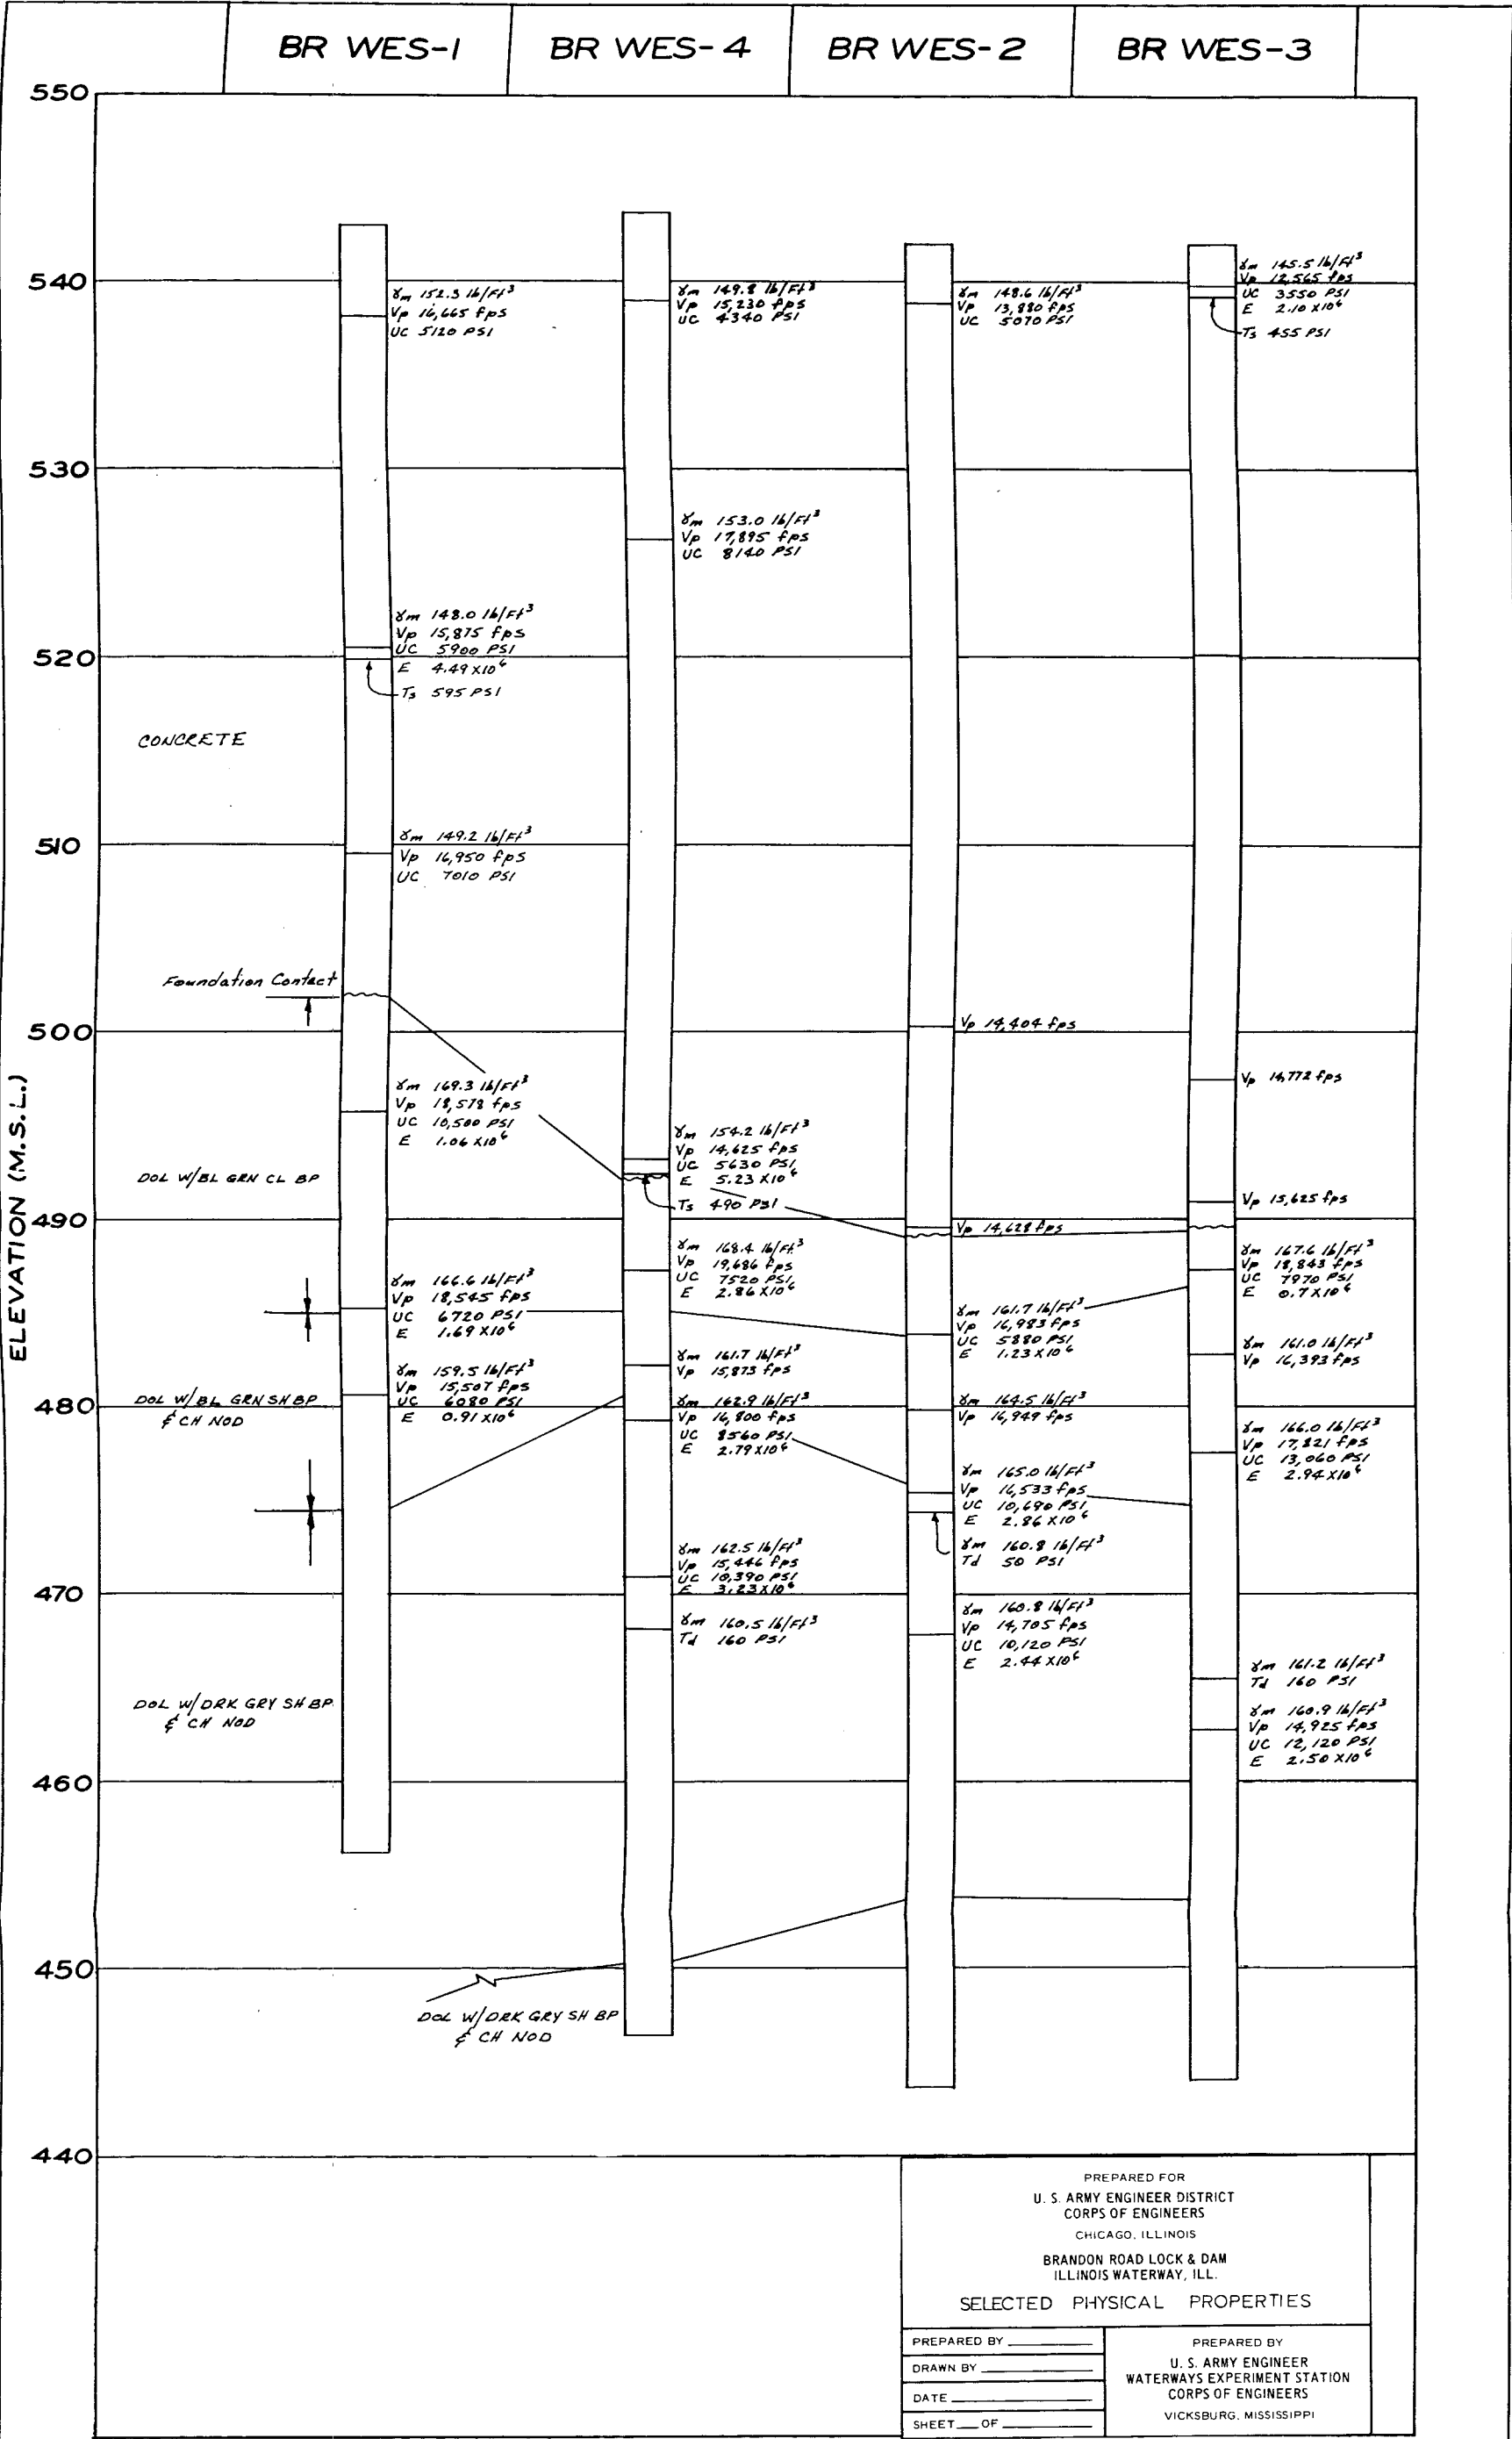 BR WES-1 BR WES-4 BR WES-2 BR WES-3
550
540
530
520
510
500
490
480
470
460
450
440
ELEVATION (M.S.L.)
CONCRETE
Foundation Contact
DOL W/BL GRN CL BP
DOL W/BL GRN SH BP
& CH NOD
DOL W/DRK GRY SH BP
& CH NOD
DOL W/DRK GRY SH BP
& CH NOD
γm 152.3 lb/Ft³
Vp 16,665 fps
UC 5120 PSI
γm 148.0 lb/Ft³
Vp 15,875 fps
UC 5900 PSI
E 4.49 X10⁶
Ts 595 PSI
γm 149.2 lb/Ft³
Vp 16,950 fps
UC 7010 PSI
γm 169.3 lb/Ft³
Vp 18,578 fps
UC 10,500 PSI
E 1.06 X10⁶
γm 166.6 lb/Ft³
Vp 18,545 fps
UC 6720 PSI
E 1.69 X10⁶
γm 159.5 lb/Ft³
Vp 15,507 fps
UC 6080 PSI
E 0.91 X10⁶
γm 149.8 lb/Ft³
Vp 15,230 fps
UC 4340 PSI
γm 153.0 lb/Ft³
Vp 17,895 fps
UC 8140 PSI
γm 154.2 lb/Ft³
Vp 14,625 fps
UC 5630 PSI
E 5.23 X10⁶
Ts 490 PSI
γm 168.4 lb/Ft³
Vp 19,686 fps
UC 7520 PSI
E 2.86 X10⁶
γm 161.7 lb/Ft³
Vp 15,873 fps
γm 162.9 lb/Ft³
Vp 16,800 fps
UC 8560 PSI
E 2.79 X10⁶
γm 162.5 lb/Ft³
Vp 15,446 fps
UC 10,390 PSI
E 3.23 X10⁶
γm 160.5 lb/Ft³
Td 160 PSI
γm 148.6 lb/Ft³
Vp 13,880 fps
UC 5070 PSI
Vp 14,404 fps
Vp 14,628 fps
γm 161.7 lb/Ft³
Vp 16,983 fps
UC 5880 PSI
E 1.23 X10⁶
γm 164.5 lb/Ft³
Vp 16,949 fps
γm 165.0 lb/Ft³
Vp 16,533 fps
UC 10,690 PSI
E 2.86 X10⁶
γm 160.8 lb/Ft³
Td 50 PSI
γm 160.8 lb/Ft³
Vp 14,705 fps
UC 10,120 PSI
E 2.44 X10⁶
γm 145.5 lb/Ft³
Vp 12,565 fps
UC 3550 PSI
E 2.10 X10⁶
Ts 455 PSI
Vp 14,772 fps
Vp 15,625 fps
γm 167.6 lb/Ft³
Vp 18,843 fps
UC 7970 PSI
E 0.7 X10⁶
γm 161.0 lb/Ft³
Vp 16,393 fps
γm 166.0 lb/Ft³
Vp 17,821 fps
UC 13,060 PSI
E 2.94 X10⁶
γm 161.2 lb/Ft³
Td 160 PSI
γm 160.9 lb/Ft³
Vp 14,925 fps
UC 12,120 PSI
E 2.50 X10⁶
PREPARED FOR
U. S. ARMY ENGINEER DISTRICT
CORPS OF ENGINEERS
CHICAGO, ILLINOIS
BRANDON ROAD LOCK & DAM
ILLINOIS WATERWAY, ILL.
SELECTED PHYSICAL PROPERTIES
PREPARED BY
DRAWN BY
DATE
SHEET OF
PREPARED BY
U. S. ARMY ENGINEER
WATERWAYS EXPERIMENT STATION
CORPS OF ENGINEERS
VICKSBURG, MISSISSIPPI